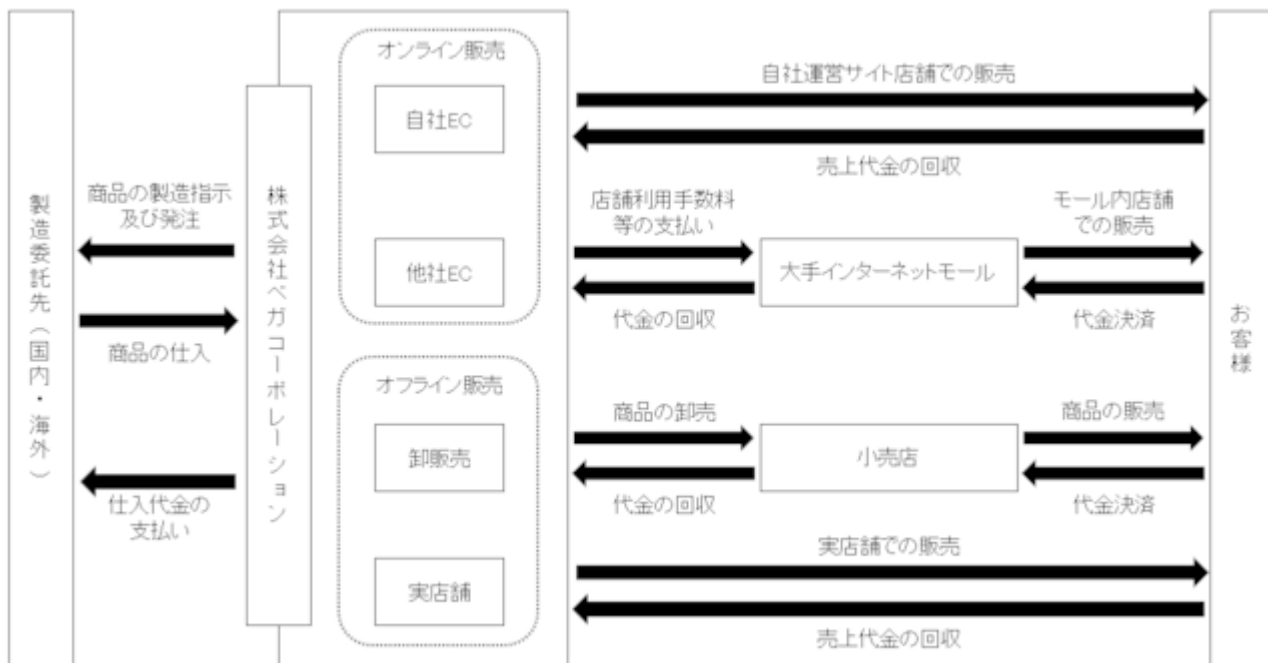 製造委託先（国内・海外）
商品の製造指示
及び発注
商品の仕入
仕入代金の
支払い
株式会社ベガコーポレーション
オンライン販売
自社EC
他社EC
オフライン販売
卸販売
実店舗
自社運営サイト店舗での販売
売上代金の回収
店舗利用手数料
等の支払い
代金の回収
大手インターネットモール
モール内店舗
での販売
代金決済
商品の卸売
代金の回収
小売店
商品の販売
代金決済
実店舗での販売
売上代金の回収
お客様